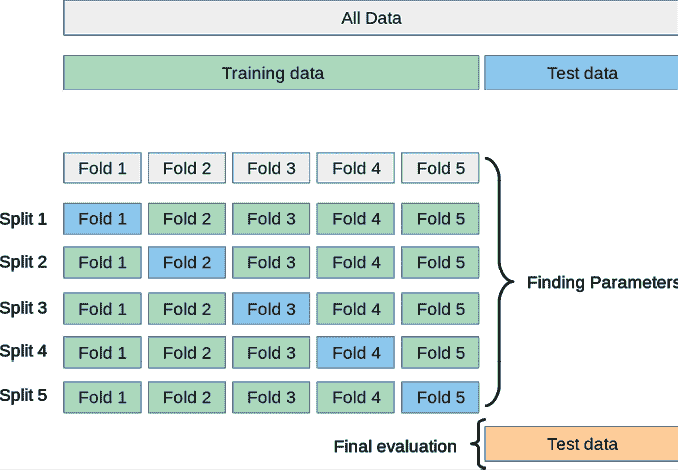 All Data
Training data Test data
Fold 1 Fold 2 Fold 3 Fold 4 Fold 5
Split 1 Fold 1 Fold 2 Fold 3 Fold 4 Fold 5
Split 2 Fold 1 Fold 2 Fold 3 Fold 4 Fold 5
Finding Parameters
Split 3 Fold 1 Fold 2 Fold 3 Fold 4 Fold 5
Split 4 Fold 1 Fold 2 Fold 3 Fold 4 Fold 5
Split 5 Fold 1 Fold 2 Fold 3 Fold 4 Fold 5
Final evaluation Test data